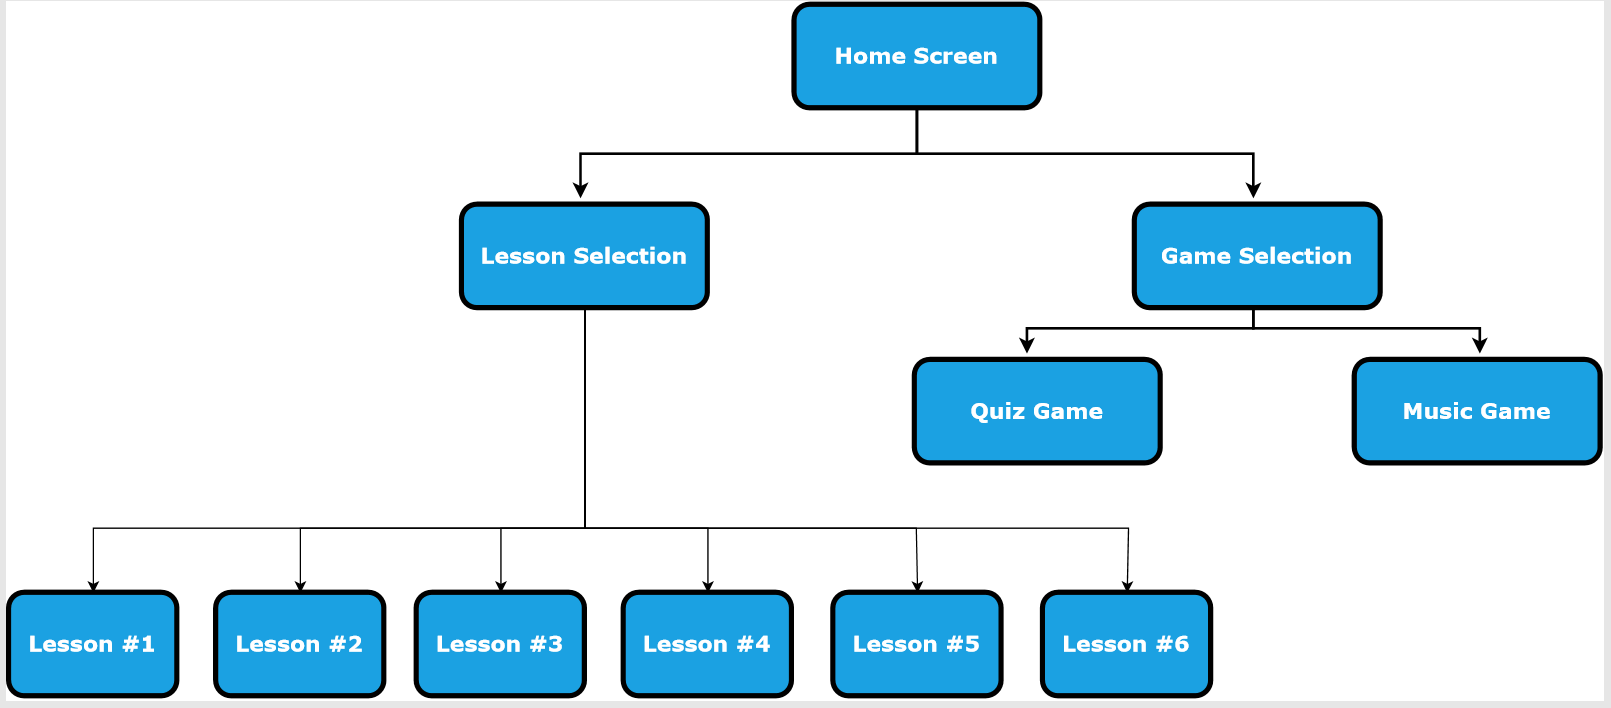 Home Screen
Lesson Selection
Game Selection
Quiz Game
Music Game
Lesson #1
Lesson #2
Lesson #3
Lesson #4
Lesson #5
Lesson #6